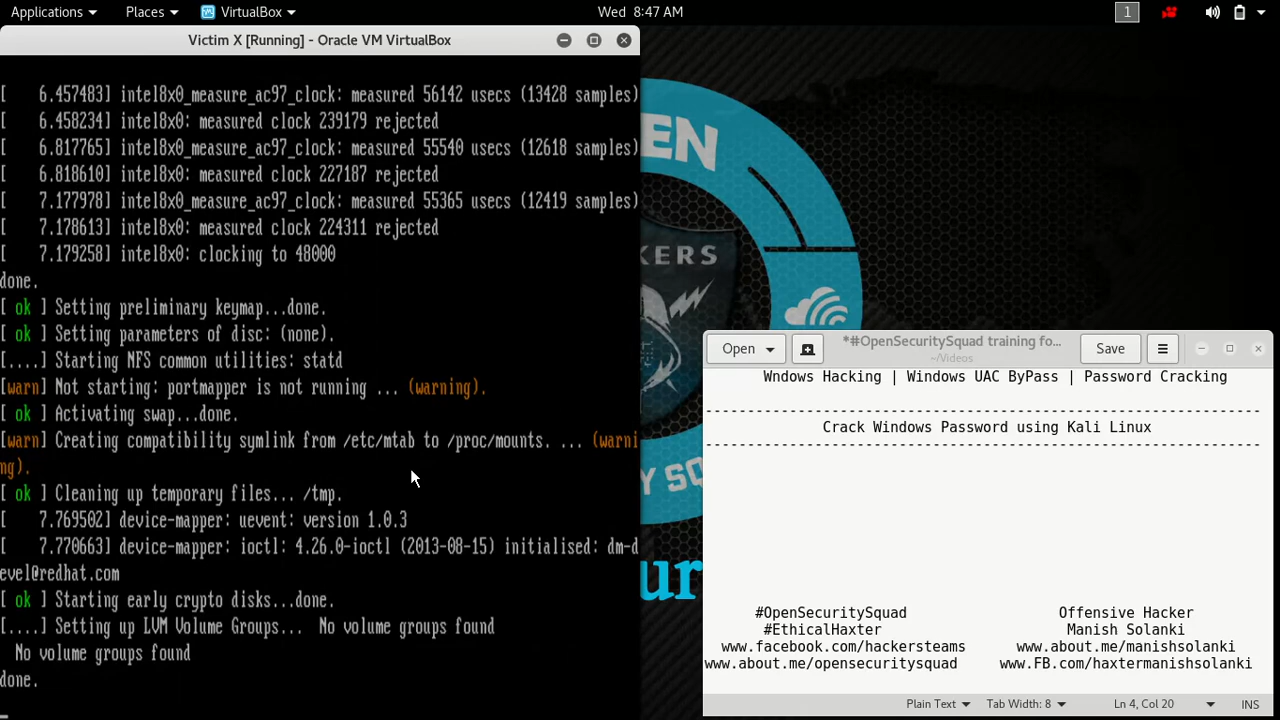 Applications
Places
VirtualBox
Wed 8:47 AM
1
Victim X [Running] - Oracle VM VirtualBox
[ 6.457483] intel8x0_measure_ac97_clock: measured 56142 usecs (13428 samples)
[ 6.458234] intel8x0: measured clock 239179 rejected
[ 6.817765] intel8x0_measure_ac97_clock: measured 55540 usecs (12618 samples)
[ 6.818610] intel8x0: measured clock 227187 rejected
[ 7.177978] intel8x0_measure_ac97_clock: measured 55365 usecs (12419 samples)
[ 7.178613] intel8x0: measured clock 224311 rejected
[ 7.179258] intel8x0: clocking to 48000
done.
[ ok ] Setting preliminary keymap...done.
[ ok ] Setting parameters of disc: (none).
[....] Starting NFS common utilities: statd
[warn] Not starting: portmapper is not running ... (warning).
[ ok ] Activating swap...done.
[warn] Creating compatibility symlink from /etc/mtab to /proc/mounts. ... (warni
ng).
[ ok ] Cleaning up temporary files... /tmp.
[ 7.769502] device-mapper: uevent: version 1.0.3
[ 7.770663] device-mapper: ioctl: 4.26.0-ioctl (2013-08-15) initialised: dm-d
evel@redhat.com
[ ok ] Starting early crypto disks...done.
[....] Setting up LVM Volume Groups... No volume groups found
No volume groups found
done.
EN
KERS
Y SQ
ur
Open
*#OpenSecuritySquad training fo...
~/Videos
Save
Wndows Hacking | Windows UAC ByPass | Password Cracking
------------------------------------------------------------------
Crack Windows Password using Kali Linux
------------------------------------------------------------------
#OpenSecuritySquad Offensive Hacker
#EthicalHaxter Manish Solanki
www.facebook.com/hackersteams www.about.me/manishsolanki
www.about.me/opensecuritysquad www.FB.com/haxtermanishsolanki
Plain Text Tab Width: 8 Ln 4, Col 20 INS